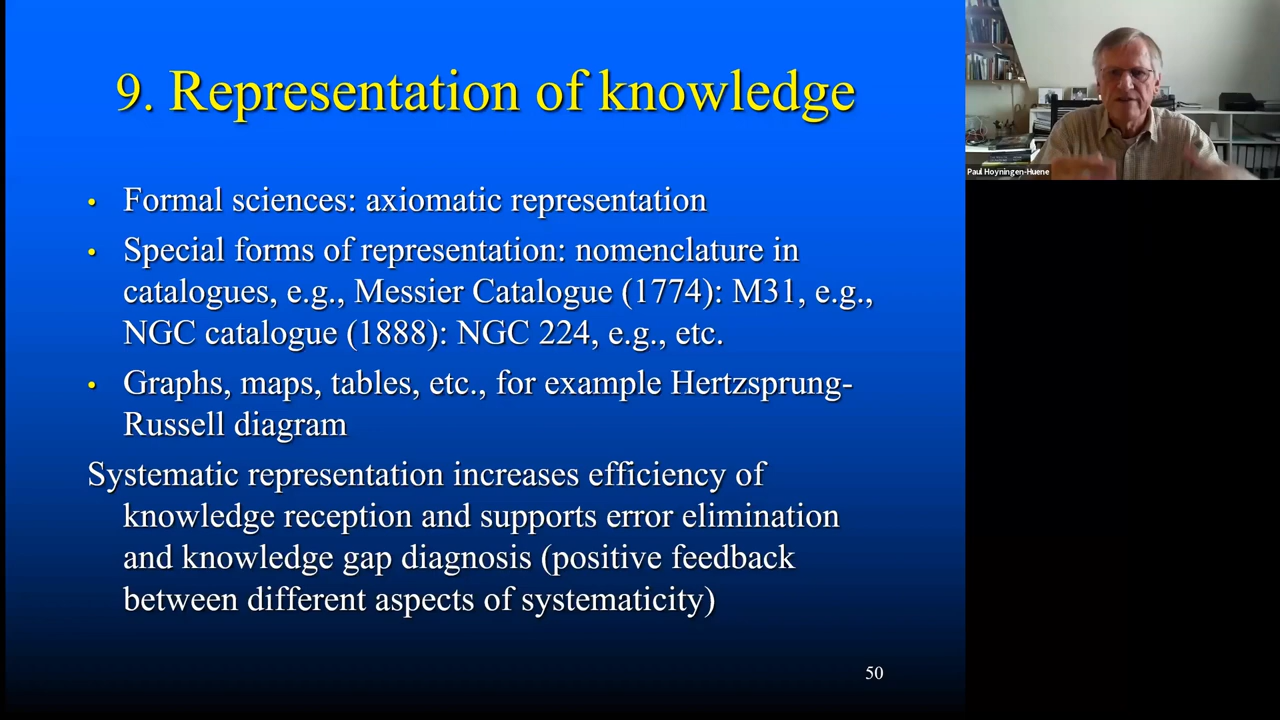 9. Representation of knowledge
• Formal sciences: axiomatic representation
• Special forms of representation: nomenclature in
catalogues, e.g., Messier Catalogue (1774): M31, e.g.,
NGC catalogue (1888): NGC 224, e.g., etc.
• Graphs, maps, tables, etc., for example Hertzsprung-
Russell diagram
Systematic representation increases efficiency of
knowledge reception and supports error elimination
and knowledge gap diagnosis (positive feedback
between different aspects of systematicity)
50
Paul Hoyningen-Huene